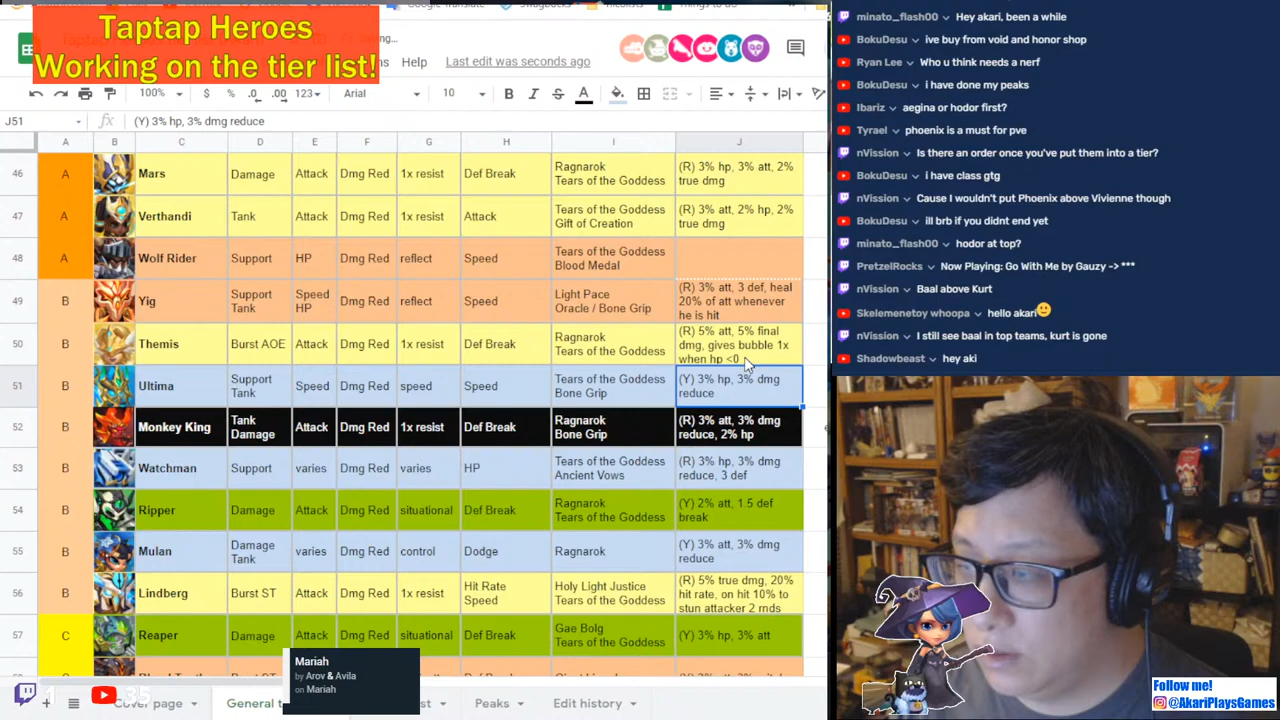 Taptap Heroes
Working on the tier list!
Help
Last edit was seconds ago
100%
$
%
.0
.00
123
Arial
10
B
I
S
A
J51
fx
(Y) 3% hp, 3% dmg reduce
A
B
C
D
E
F
G
H
I
J
46
A
Mars
Damage
Attack
Dmg Red
1x resist
Def Break
Ragnarok
Tears of the Goddess
(R) 3% hp, 3% att, 2%
true dmg
47
A
Verthandi
Tank
Attack
Dmg Red
1x resist
Attack
Tears of the Goddess
Gift of Creation
(R) 3% att, 2% hp, 2%
true dmg
48
A
Wolf Rider
Support
HP
Dmg Red
reflect
Speed
Tears of the Goddess
Blood Medal
49
B
Yig
Support
Tank
Speed
HP
Dmg Red
reflect
Speed
Light Pace
Oracle / Bone Grip
(R) 3% att, 3 def, heal
20% of att whenever
he is hit
50
B
Themis
Burst AOE
Attack
Dmg Red
1x resist
Def Break
Ragnarok
Tears of the Goddess
(R) 5% att, 5% final
dmg, gives bubble 1x
when hp <0
51
B
Ultima
Support
Tank
Speed
Dmg Red
speed
Speed
Tears of the Goddess
Bone Grip
(Y) 3% hp, 3% dmg
reduce
52
B
Monkey King
Tank
Damage
Attack
Dmg Red
1x resist
Def Break
Ragnarok
Bone Grip
(R) 3% att, 3% dmg
reduce, 2% hp
53
B
Watchman
Support
varies
Dmg Red
varies
HP
Tears of the Goddess
Ancient Vows
(R) 3% hp, 3% dmg
reduce, 3 def
54
B
Ripper
Damage
Attack
Dmg Red
situational
Def Break
Ragnarok
Tears of the Goddess
(Y) 2% att, 1.5 def
break
55
B
Mulan
Damage
Tank
varies
Dmg Red
control
Dodge
Ragnarok
(Y) 3% att, 3% dmg
reduce
56
B
Lindberg
Burst ST
Attack
Dmg Red
1x resist
Hit Rate
Speed
Holy Light Justice
Tears of the Goddess
(R) 5% true dmg, 20%
hit rate, on hit 10% to
stun attacker 2 rnds
57
C
Reaper
Damage
Attack
Dmg Red
situational
Def Break
Gae Bolg
Tears of the Goddess
(Y) 3% hp, 3% att
Mariah
by Arov & Avila
on Mariah
35
Cover page
General t
Peaks
Edit history
minato_flash00 Hey akari, been a while
BokuDesu ive buy from void and honor shop
Ryan Lee Who u think needs a nerf
BokuDesu i have done my peaks
Ibariz aegina or hodor first?
Tyrael phoenix is a must for pve
nVission Is there an order once you've put them into a tier?
BokuDesu i have class gtg
nVission Cause I wouldn't put Phoenix above Vivienne though
BokuDesu ill brb if you didnt end yet
minato_flash00 hodor at top?
PretzelRocks Now Playing: Go With Me by Gauzy -> ***
nVission Baal above Kurt
Skelemenetoy whoopa hello akari
nVission I still see baal in top teams, kurt is gone
Shadowbeast hey aki
Follow me!
@AkariPlaysGames